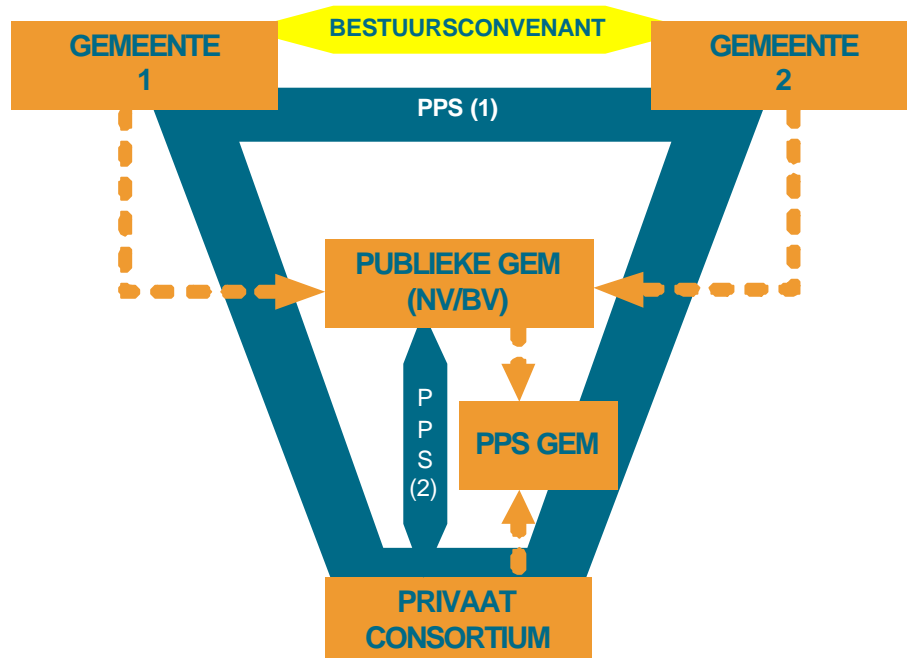 BESTUURSCONVENANT
GEMEENTE
1
GEMEENTE
2
PPS (1)
PUBLIEKE GEM
(NV/BV)
P
P
S
(2)
PPS GEM
PRIVAAT
CONSORTIUM